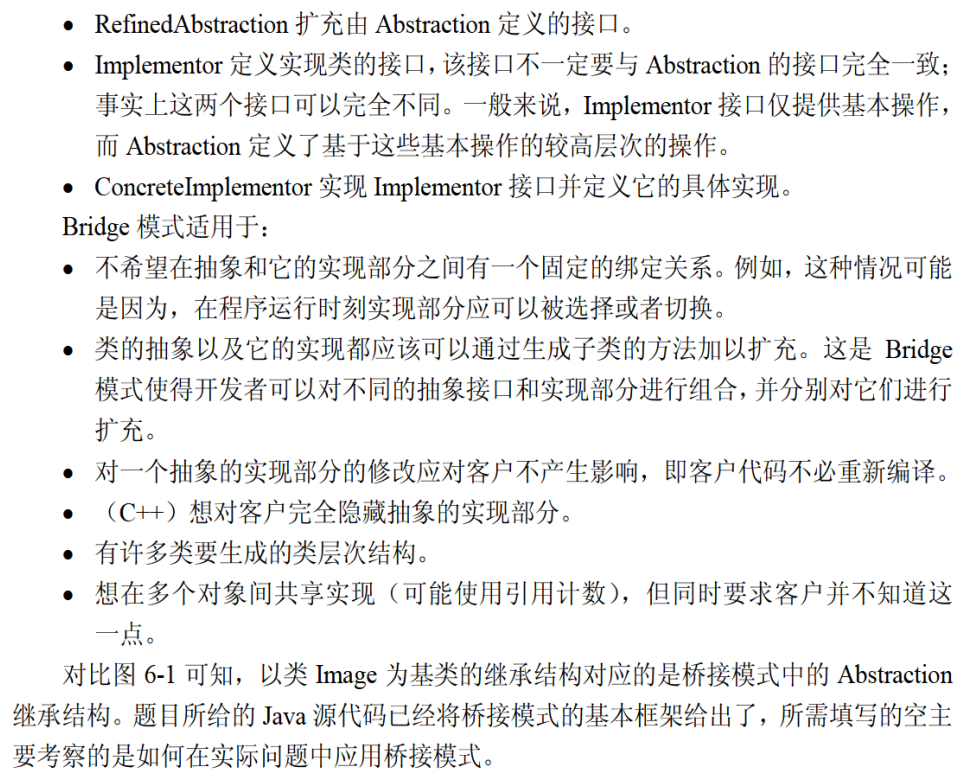 • RefinedAbstraction 扩充由 Abstraction 定义的接口。
• Implementor 定义实现类的接口，该接口不一定要与 Abstraction 的接口完全一致；
事实上这两个接口可以完全不同。一般来说，Implementor 接口仅提供基本操作，
而 Abstraction 定义了基于这些基本操作的较高层次的操作。
• ConcreteImplementor 实现 Implementor 接口并定义它的具体实现。
Bridge 模式适用于：
• 不希望在抽象和它的实现部分之间有一个固定的绑定关系。例如，这种情况可能
是因为，在程序运行时刻实现部分应可以被选择或者切换。
• 类的抽象以及它的实现都应该可以通过生成子类的方法加以扩充。这是 Bridge
模式使得开发者可以对不同的抽象接口和实现部分进行组合，并分别对它们进行
扩充。
• 对一个抽象的实现部分的修改应对客户不产生影响，即客户代码不必重新编译。
• （C++）想对客户完全隐藏抽象的实现部分。
• 有许多类要生成的类层次结构。
• 想在多个对象间共享实现（可能使用引用计数），但同时要求客户并不知道这
一点。
对比图 6-1 可知，以类 Image 为基类的继承结构对应的是桥接模式中的 Abstraction
继承结构。题目所给的 Java 源代码已经将桥接模式的基本框架给出了，所需填写的空主
要考察的是如何在实际问题中应用桥接模式。